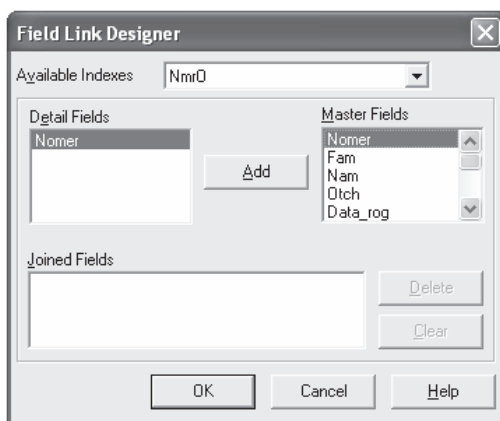 Field Link Designer
Available Indexes NmrO
Detail Fields
Nomer
Add
Master Fields
Nomer
Fam
Nam
Otch
Data_rog
Joined Fields
Delete
Clear
OK Cancel Help